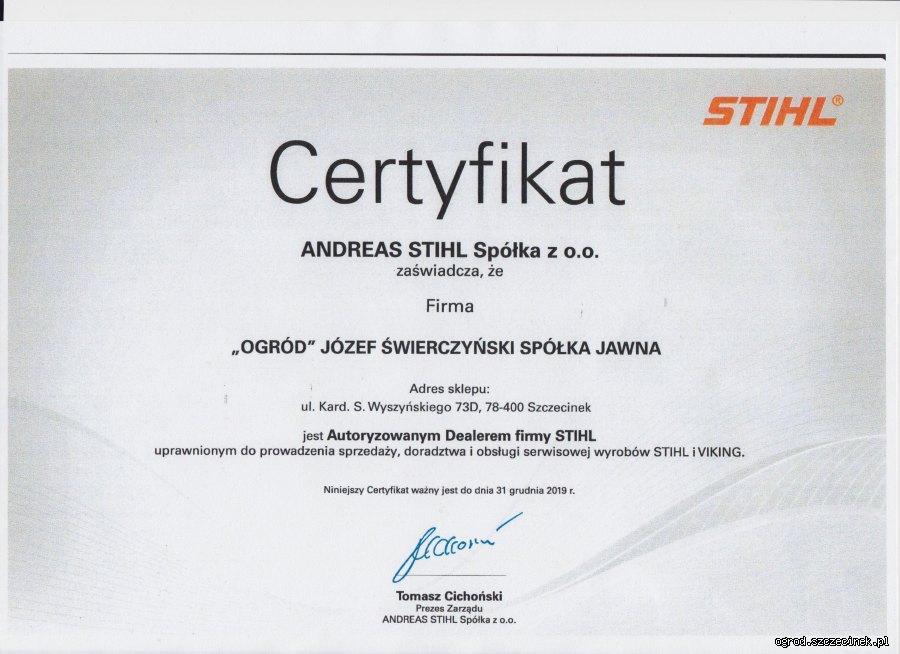 STIHL®
Certyfikat
ANDREAS STIHL Spółka z o.o.
zaświadcza, że
Firma
„OGRÓD” JÓZEF ŚWIERCZYŃSKI SPÓŁKA JAWNA
Adres sklepu:
ul. Kard. S. Wyszyńskiego 73D, 78-400 Szczecinek
jest Autoryzowanym Dealerem firmy STIHL
uprawnionym do prowadzenia sprzedaży, doradztwa i obsługi serwisowej wyrobów STIHL i VIKING.
Niniejszy Certyfikat ważny jest do dnia 31 grudnia 2019 r.
Tomasz Cichoński
Prezes Zarządu
ANDREAS STIHL Spółka z o.o.
ogrod.szczecinek.pl